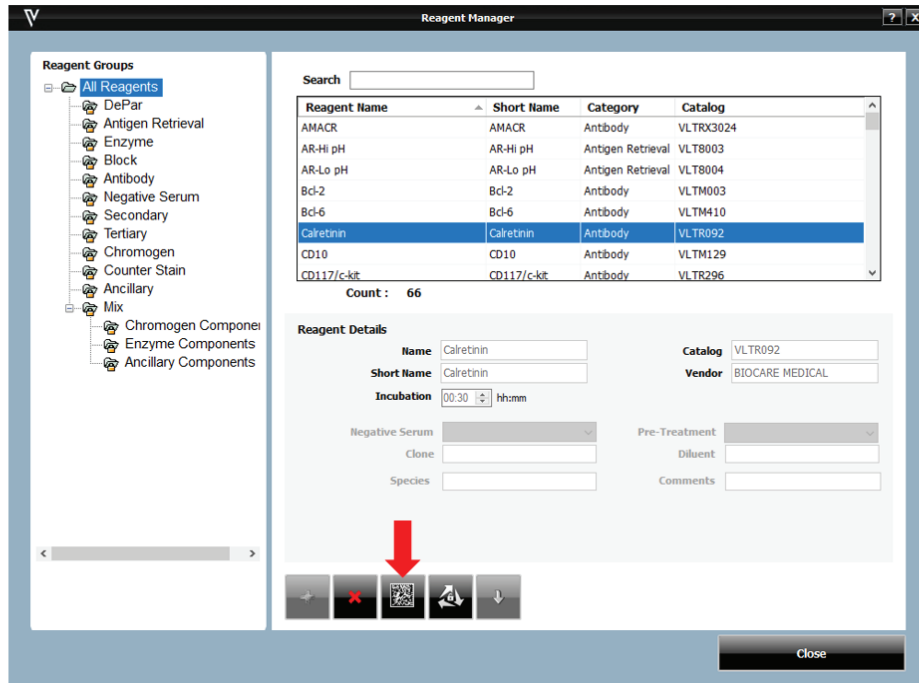 Reagent Manager
? X
Reagent Groups
All Reagents
DePar
Antigen Retrieval
Enzyme
Block
Antibody
Negative Serum
Secondary
Tertiary
Chromogen
Counter Stain
Ancillary
Mix
Chromogen Componer
Enzyme Components
Ancillary Components
Search
Reagent Name Short Name Category Catalog
AMACR AMACR Antibody VLTRX3024
AR-Hi pH AR-Hi pH Antigen Retrieval VLT8003
AR-Lo pH AR-Lo pH Antigen Retrieval VLT8004
Bcl-2 Bcl-2 Antibody VLTM003
Bcl-6 Bcl-6 Antibody VLTM410
Calretinin Calretinin Antibody VLTR092
CD10 CD10 Antibody VLTM129
CD117/c-kit CD117/c-kit Antibody VLTR296
Count : 66
Reagent Details
Name Calretinin Catalog VLTR092
Short Name Calretinin Vendor BIOCARE MEDICAL
Incubation 00:30 hh:mm
Negative Serum Pre-Treatment
Clone Diluent
Species Comments
Close